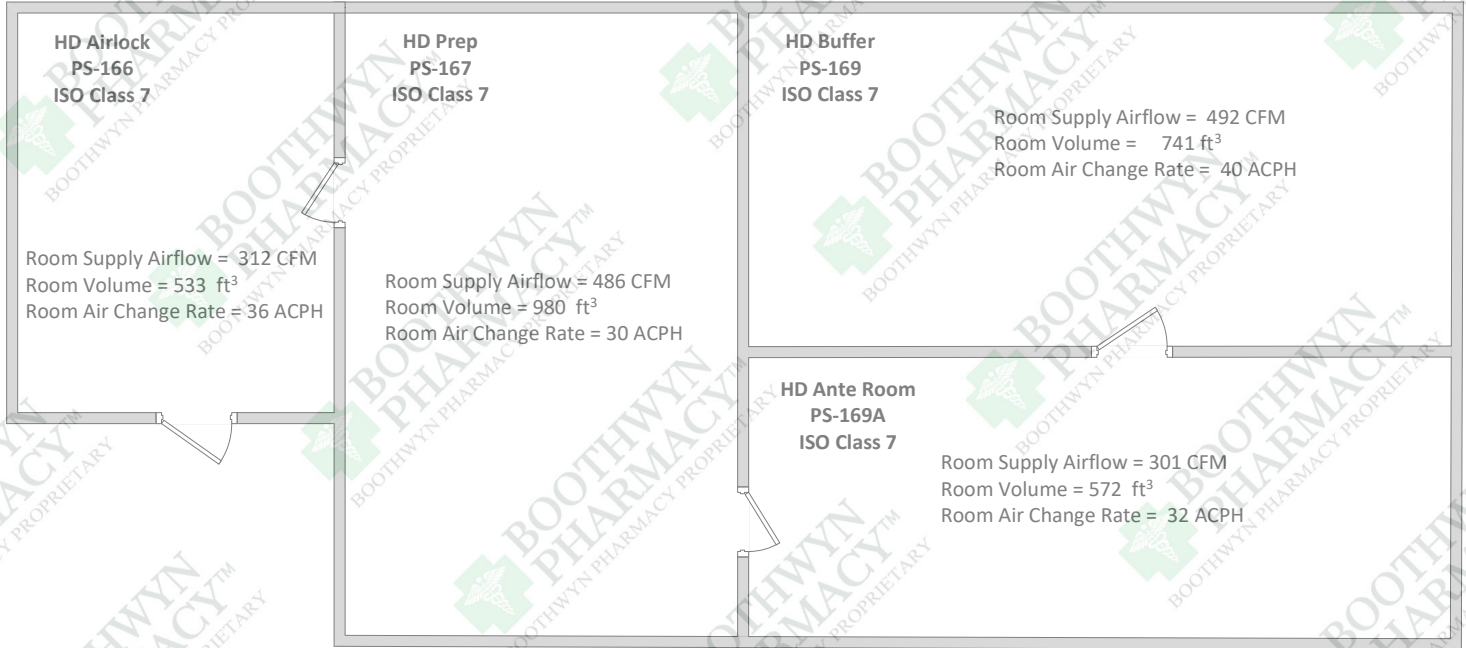 HD Airlock
PS-166
ISO Class 7
Room Supply Airflow = 312 CFM
Room Volume = 533 ft³
Room Air Change Rate = 36 ACPH
HD Prep
PS-167
ISO Class 7
Room Supply Airflow = 486 CFM
Room Volume = 980 ft³
Room Air Change Rate = 30 ACPH
HD Buffer
PS-169
ISO Class 7
Room Supply Airflow = 492 CFM
Room Volume = 741 ft³
Room Air Change Rate = 40 ACPH
HD Ante Room
PS-169A
ISO Class 7
Room Supply Airflow = 301 CFM
Room Volume = 572 ft³
Room Air Change Rate = 32 ACPH
BOOTHWYN
PHARMACY™
BOOTHWYN PHARMACY PROPRIETARY